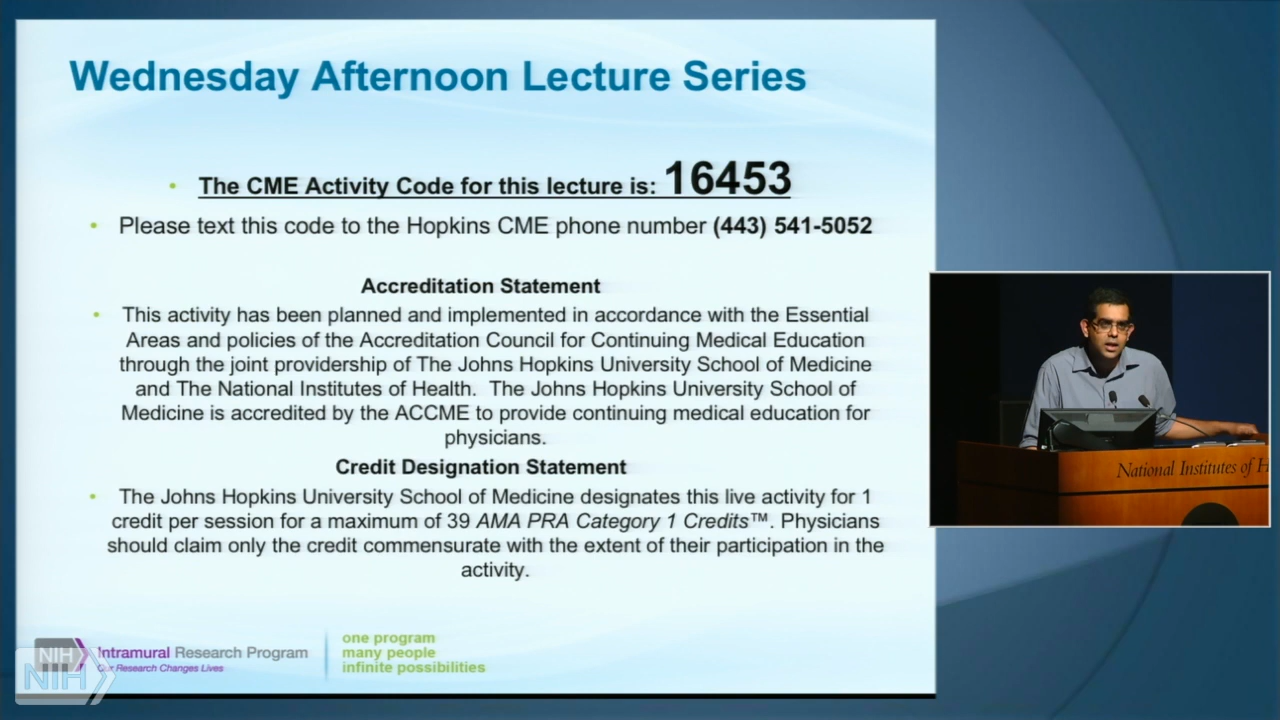 Wednesday Afternoon Lecture Series
• The CME Activity Code for this lecture is: 16453
• Please text this code to the Hopkins CME phone number (443) 541-5052
Accreditation Statement
• This activity has been planned and implemented in accordance with the Essential
Areas and policies of the Accreditation Council for Continuing Medical Education
through the joint providership of The Johns Hopkins University School of Medicine
and The National Institutes of Health. The Johns Hopkins University School of
Medicine is accredited by the ACCME to provide continuing medical education for
physicians.
Credit Designation Statement
• The Johns Hopkins University School of Medicine designates this live activity for 1
credit per session for a maximum of 39 AMA PRA Category 1 Credits™. Physicians
should claim only the credit commensurate with the extent of their participation in the
activity.
NIH
Intramural Research Program
Our Research Changes Lives
one program
many people
infinite possibilities
NIH
National Institutes of H